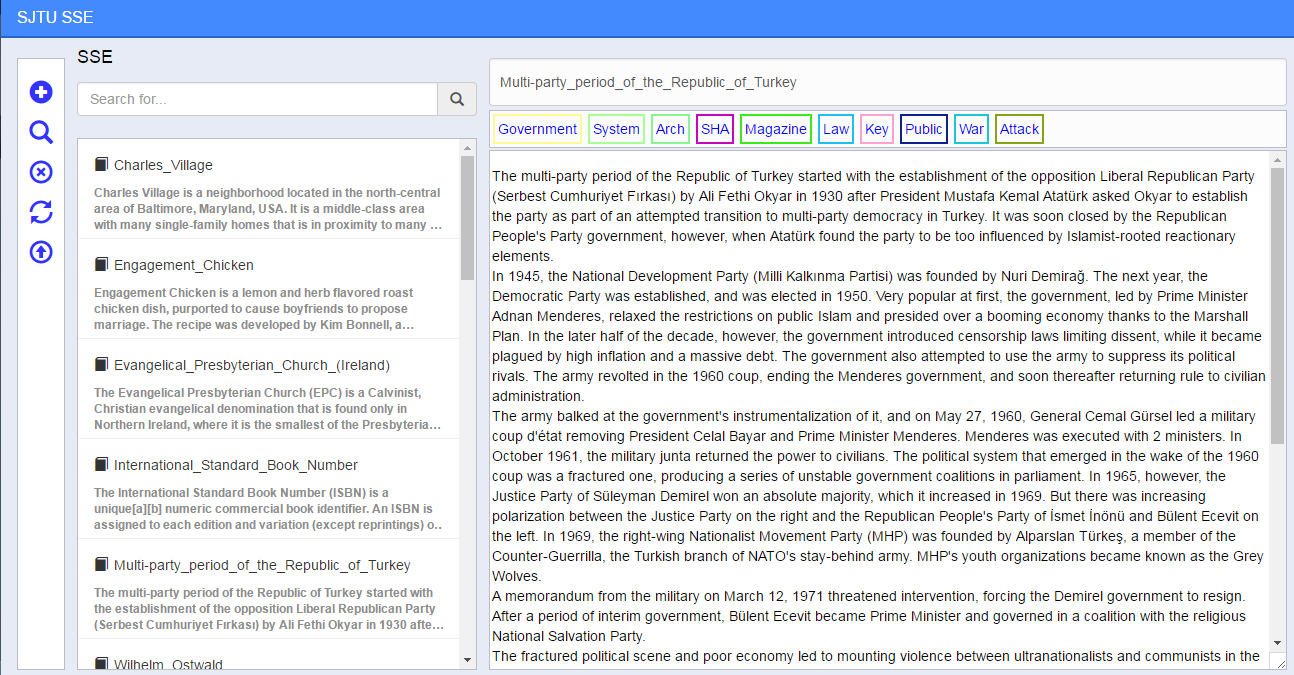 SJTU SSE
SSE
Search for...
Charles_Village
Charles Village is a neighborhood located in the north-central
area of Baltimore, Maryland, USA. It is a middle-class area
with many single-family homes that is in proximity to many ...
Engagement_Chicken
Engagement Chicken is a lemon and herb flavored roast
chicken dish, purported to cause boyfriends to propose
marriage. The recipe was developed by Kim Bonnell, a...
Evangelical_Presbyterian_Church_(Ireland)
The Evangelical Presbyterian Church (EPC) is a Calvinist,
Christian evangelical denomination that is found only in
Northern Ireland, where it is the smallest of the Presbyteria...
International_Standard_Book_Number
The International Standard Book Number (ISBN) is a
unique[a][b] numeric commercial book identifier. An ISBN is
assigned to each edition and variation (except reprintings) o..
Multi-party_period_of_the_Republic_of_Turkey
The multi-party period of the Republic of Turkey started with
the establishment of the opposition Liberal Republican Party
(Serbest Cumhuriyet Fırkası) by Ali Fethi Okyar in 1930 afte...
Wilhelm_Ostwald
Multi-party_period_of_the_Republic_of_Turkey
Government System Arch SHA Magazine Law Key Public War Attack
The multi-party period of the Republic of Turkey started with the establishment of the opposition Liberal Republican Party
(Serbest Cumhuriyet Fırkası) by Ali Fethi Okyar in 1930 after President Mustafa Kemal Atatürk asked Okyar to establish
the party as part of an attempted transition to multi-party democracy in Turkey. It was soon closed by the Republican
People's Party government, however, when Atatürk found the party to be too influenced by Islamist-rooted reactionary
elements.
In 1945, the National Development Party (Milli Kalkınma Partisi) was founded by Nuri Demirağ. The next year, the
Democratic Party was established, and was elected in 1950. Very popular at first, the government, led by Prime Minister
Adnan Menderes, relaxed the restrictions on public Islam and presided over a booming economy thanks to the Marshall
Plan. In the later half of the decade, however, the government introduced censorship laws limiting dissent, while it became
plagued by high inflation and a massive debt. The government also attempted to use the army to suppress its political
rivals. The army revolted in the 1960 coup, ending the Menderes government, and soon thereafter returning rule to civilian
administration.
The army balked at the government's instrumentalization of it, and on May 27, 1960, General Cemal Gürsel led a military
coup d'état removing President Celal Bayar and Prime Minister Menderes. Menderes was executed with 2 ministers. In
October 1961, the military junta returned the power to civilians. The political system that emerged in the wake of the 1960
coup was a fractured one, producing a series of unstable government coalitions in parliament. In 1965, however, the
Justice Party of Süleyman Demirel won an absolute majority, which it increased in 1969. But there was increasing
polarization between the Justice Party on the right and the Republican People's Party of İsmet İnönü and Bülent Ecevit on
the left. In 1969, the right-wing Nationalist Movement Party (MHP) was founded by Alparslan Türkeş, a member of the
Counter-Guerrilla, the Turkish branch of NATO's stay-behind army. MHP's youth organizations became known as the Grey
Wolves.
A memorandum from the military on March 12, 1971 threatened intervention, forcing the Demirel government to resign.
After a period of interim government, Bülent Ecevit became Prime Minister and governed in a coalition with the religious
National Salvation Party.
The fractured political scene and poor economy led to mounting violence between ultranationalists and communists in the